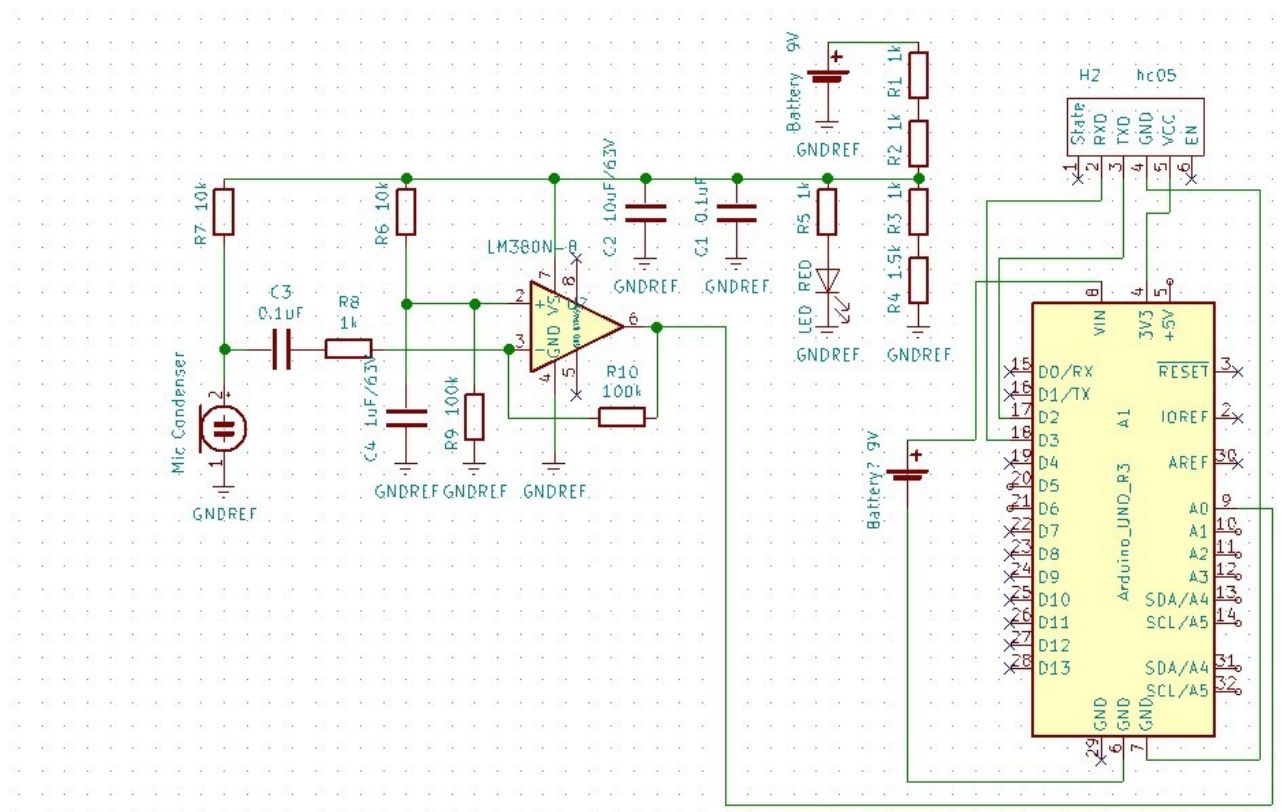 Battery 9V
R1 1k
R2 1k
GNDREF
H2 hc05
State
RXD
TXD
GND
VCC
EN
1
2
3
4
5
6
R7 10k
R6 10k
C2 10uF/63V
C1 0.1uF
R5 1k
R3 1k
LM380N-8
GNDREF
GNDREF
LED RED
R4 1.5k
GNDREF
GNDREF
C3
0.1uF
R8
1k
2
+
3
-
7
VS
8
6
GND
4
5
R10
100k
Mic Condenser
2
1
GNDREF
C4 1uF/63V
R9 100k
GNDREF
GNDREF
GNDREF
Battery? 9V
8
VIN
4
3V3
5
+5V
A1
Arduino_UNO_R3
15 D0/RX
16 D1/TX
17 D2
18 D3
19 D4
20 D5
21 D6
22 D7
23 D8
24 D9
25 D10
26 D11
27 D12
28 D13
RESET 3
IOREF 2
AREF 30
A0 9
A1 10
A2 11
A3 12
SDA/A4 13
SCL/A5 14
SDA/A4 31
SCL/A5 32
GND
GND
GND
29
6
7